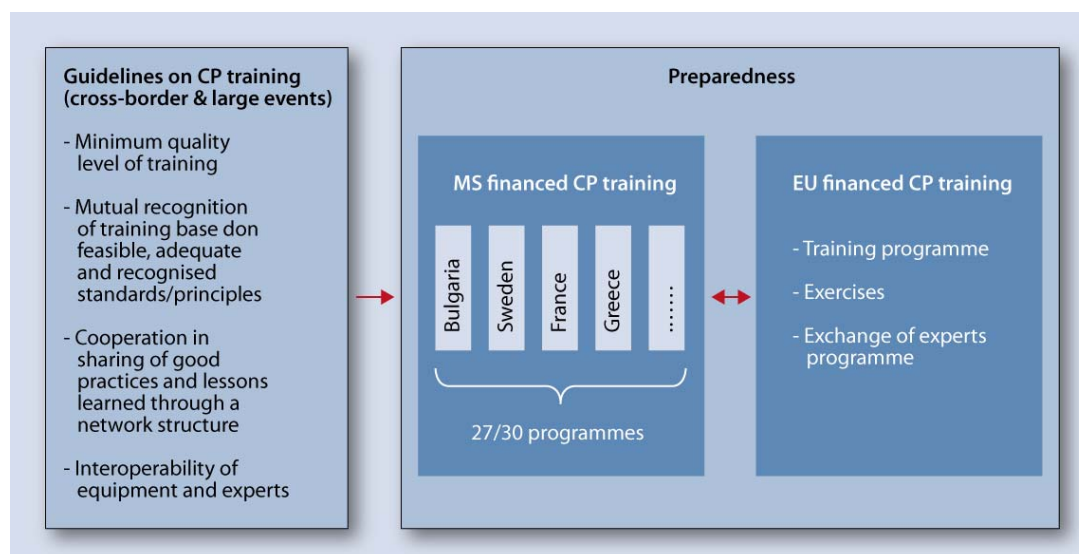 Guidelines on CP training
(cross-border & large events)
- Minimum quality
level of training
- Mutual recognition
of training base don
feasible, adequate
and recognised
standards/principles
- Cooperation in
sharing of good
practices and lessons
learned through a
network structure
- Interoperability of
equipment and experts
Preparedness
MS financed CP training
Bulgaria
Sweden
France
Greece
.......
27/30 programmes
EU financed CP training
- Training programme
- Exercises
- Exchange of experts
programme